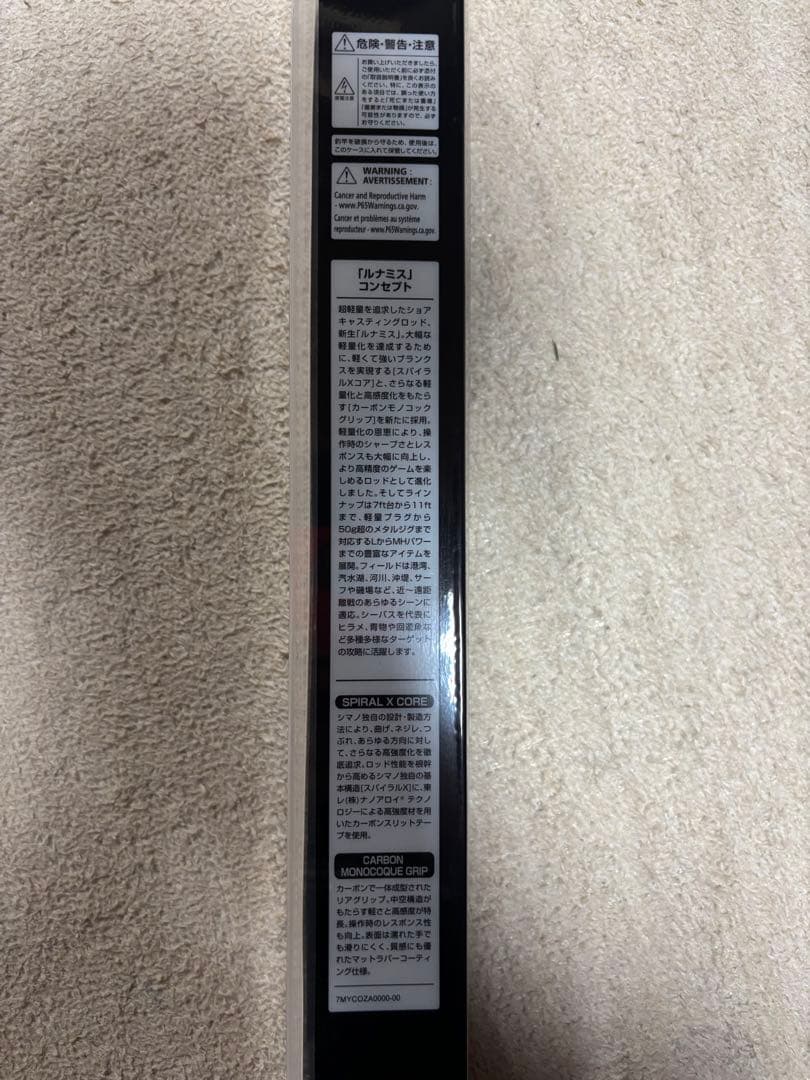 危険・警告・注意
お買い上げいただきましたら、
ご使用いただく前に必ず添付
の「取扱説明書」を良くお読み
ください。特に、この表示の
ある項目では、誤った使い方
をすると「死亡または重傷」
「傷害または物損」が発生する
可能性がありますので、必ず
お守りください。
感電注意
釣竿を破損から守るため、使用後は、
このケースに入れて保管してください。
WARNING :
AVERTISSEMENT :
Cancer and Reproductive Harm
- www.P65Warnings.ca.gov.
Cancer et problèmes au système
reproducteur - www.P65Warnings.ca.gov.
「ルナミス」
コンセプト
超軽量を追求したショア
キャスティングロッド、
新生「ルナミス」。大幅な
軽量化を達成するため
に、軽くて強いブランク
スを実現する[スパイラ
ルXコア]と、さらなる軽
量化と高感度化をもたら
す[カーボンモノコック
グリップ]を新たに採用。
軽量化の恩恵により、操
作時のシャープさとレス
ポンスも大幅に向上し、
より高精度のゲームを楽
しめるロッドとして進化
しました。そしてライン
ナップは7ft台から11ft
まで、軽量プラグから
50g超のメタルジグまで
対応するLからMHパワー
までの豊富なアイテムを
展開。フィールドは港湾、
汽水湖、河川、沖堤、サー
フや磯場など、近～遠距
離戦のあらゆるシーンに
適応。シーバスを代表に
ヒラメ、青物や回遊魚な
ど多種多様なターゲット
の攻略に活躍します。
SPIRAL X CORE
シマノ独自の設計・製造方
法により、曲げ、ネジレ、つ
ぶれ、あらゆる方向に対し
て、さらなる高強度化を徹
底追求。ロッド性能を根幹
から高めるシマノ独自の基
本構造[スパイラルX]に、東
レ(株)ナノアロイ® テクノ
ロジーによる高強度材を用
いたカーボンスリットテー
プを使用。
CARBON
MONOCOQUE GRIP
カーボンで一体成型された
リアグリップ。中空構造が
もたらす軽さと高感度が特
長。操作時のレスポンス性
も向上。表面は濡れた手で
も滑りにくく、質感にも優
れたマットラバーコーティ
ング仕様。
7MYCOZA0000-00